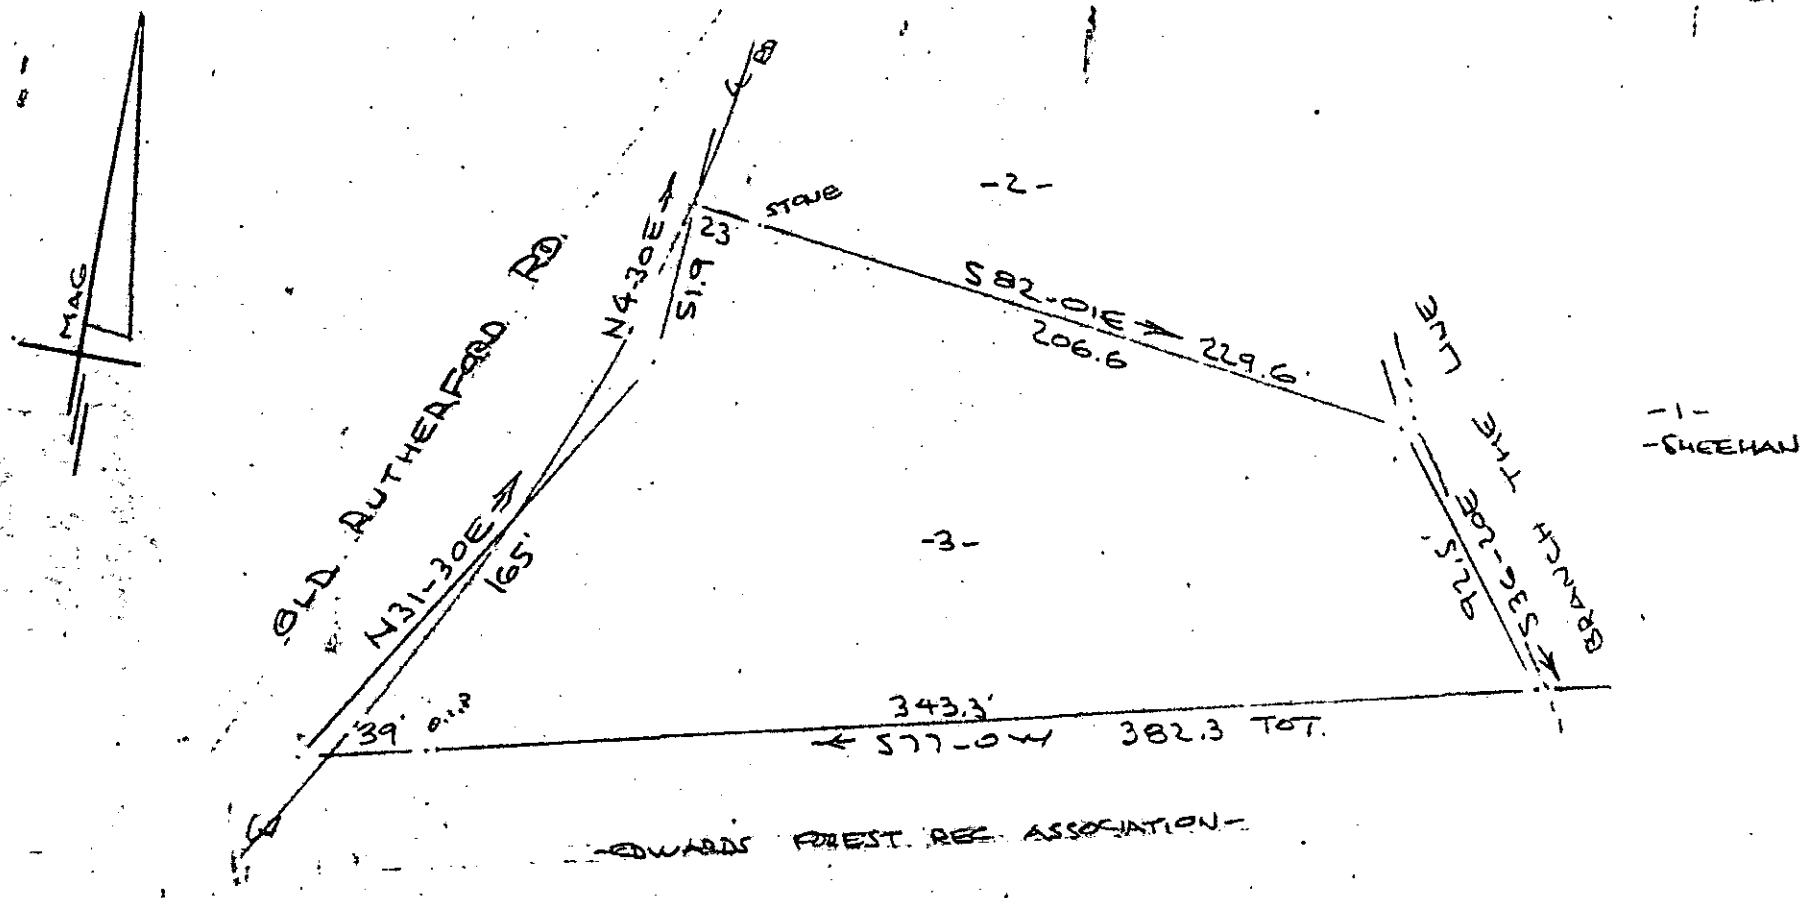 MAG
STONE
-2-
23
N4-30E
51.9
OLD RUTHERFORD RD.
S82-01E
206.6
229.6'
LINE
THE
BRANCH
-1-
-SHEEHAN
N31-30E
165'
-3-
S36-20E
92.5'
39'
343.3'
S77-0W
382.3 TOT.
-EDWARDS FOREST. REC ASSOCIATION-